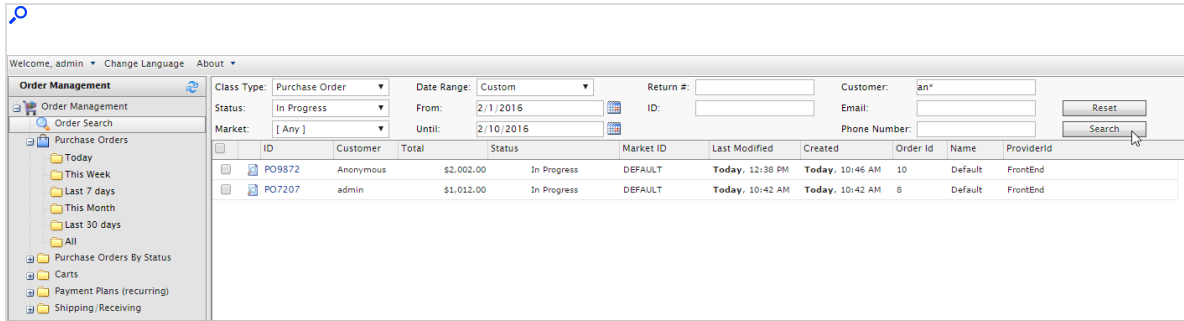 Welcome, admin Change Language About
Order Management
Order Management
Order Search
Purchase Orders
Today
This Week
Last 7 days
This Month
Last 30 days
All
Purchase Orders By Status
Carts
Payment Plans (recurring)
Shipping/Receiving
Class Type: Purchase Order Date Range: Custom Return #: Customer: an*
Status: In Progress From: 2/1/2016 ID: Email: Reset
Market: [ Any ] Until: 2/10/2016 Phone Number: Search
ID Customer Total Status Market ID Last Modified Created Order Id Name ProviderId
PO9872 Anonymous $2,002.00 In Progress DEFAULT Today, 12:38 PM Today, 10:46 AM 10 Default FrontEnd
PO7207 admin $1,012.00 In Progress DEFAULT Today, 10:42 AM Today, 10:42 AM 8 Default FrontEnd